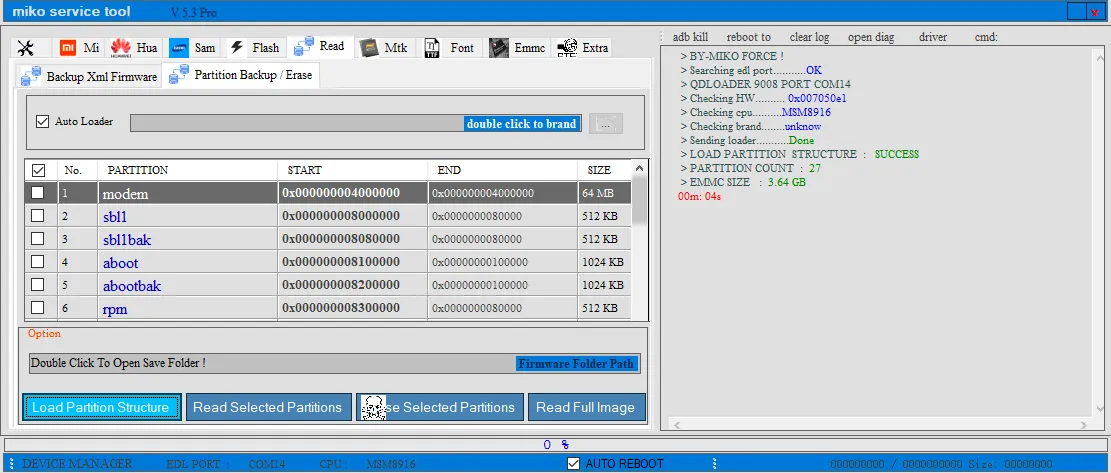 miko service tool V 5.3 Pro v
Mi Hua Sam Flash Read Mtk Font Emmc Extra
HUAWEI
Backup Xml Firmware Partition Backup / Erase
Auto Loader double click to brand ...
No. PARTITION START END SIZE
1 modem 0x000000004000000 0x000000004000000 64 MB
2 sbl1 0x000000008000000 0x0000000080000 512 KB
3 sbl1bak 0x000000008080000 0x0000000080000 512 KB
4 aboot 0x000000008100000 0x00000000100000 1024 KB
5 abootbak 0x000000008200000 0x00000000100000 1024 KB
6 rpm 0x000000008300000 0x0000000080000 512 KB
Option
Double Click To Open Save Folder ! Firmware Folder Path
Load Partition Structure Read Selected Partitions se Selected Partitions Read Full Image
adb kill reboot to clear log open diag driver cmd:
> BY-MIKO FORCE !
> Searching edl port...........OK
> QDLOADER 9008 PORT COM14
> Checking HW.......... 0x007050e1
> Checking cpu..........MSM8916
> Checking brand........unknow
> Sending loader...........Done
> LOAD PARTITION STRUCTURE : SUCCESS
> PARTITION COUNT : 27
> EMMC SIZE : 3.64 GB
00m: 04s
0 %
DEVICE MANAGER EDL PORT : COM14 CPU : MSM8916 AUTO REBOOT 000000000 / 0000000000 Size: 00000000